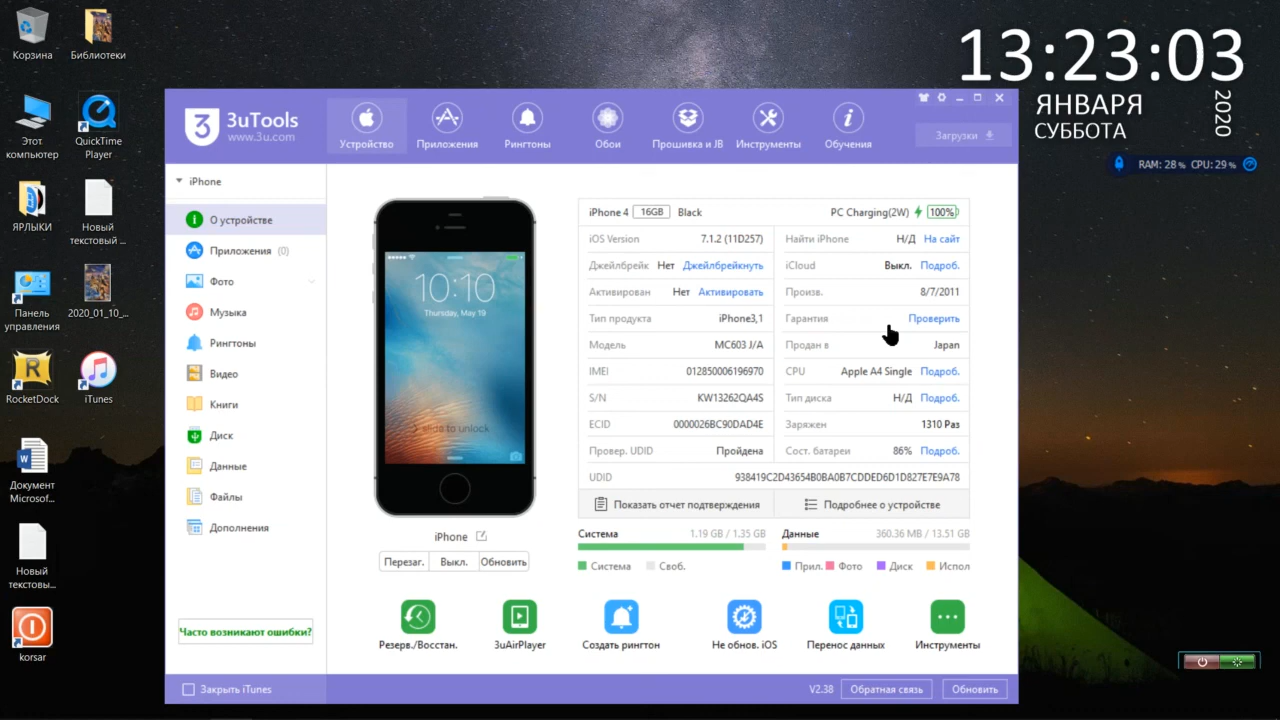 Корзина
Библиотеки
Этот компьютер
QuickTime Player
ЯРЛЫКИ
Новый текстовый ...
Панель управления
2020_01_10_...
RocketDock
iTunes
Документ Microsof...
Новый текстовы...
korsar
13:23:03
ЯНВАРЯ
СУББОТА
2020
RAM: 28 % CPU: 29 %
3
3uTools
www.3u.com
Устройство
Приложения
Рингтоны
Обои
Прошивка и JB
Инструменты
Обучения
Загрузки
iPhone
О устройстве
Приложения (0)
Фото
Музыка
Рингтоны
Видео
Книги
Диск
Данные
Файлы
Дополнения
Часто возникают ошибки?
Закрыть iTunes
10:10
Thursday, May 19
slide to unlock
iPhone
Перезаг. Выкл. Обновить
iPhone 4 16GB Black PC Charging(2W) 100%
iOS Version 7.1.2 (11D257) Найти iPhone Н/Д На сайт
Джейлбрейк Нет Джейлбрейкнуть iCloud Выкл. Подроб.
Активирован Нет Активировать Произв. 8/7/2011
Тип продукта iPhone3,1 Гарантия Проверить
Модель MC603 J/A Продан в Japan
IMEI 012850006196970 CPU Apple A4 Single Подроб.
S/N KW13262QA4S Тип диска Н/Д Подроб.
ECID 0000026BC90DAD4E Заряжен 1310 Раз
Провер. UDID Пройдена Сост. батареи 86% Подроб.
UDID 938419C2D43654B0BA0B7CDDED6D1D827E7E9A78
Показать отчет подтверждения Подробнее о устройстве
Система 1.19 GB / 1.35 GB Данные 360.36 MB / 13.51 GB
Система Своб. Прил. Фото Диск Испол
Резерв./Восстан.
3uAirPlayer
Создать рингтон
Не обнов. iOS
Перенос данных
Инструменты
V2.38 Обратная связь Обновить